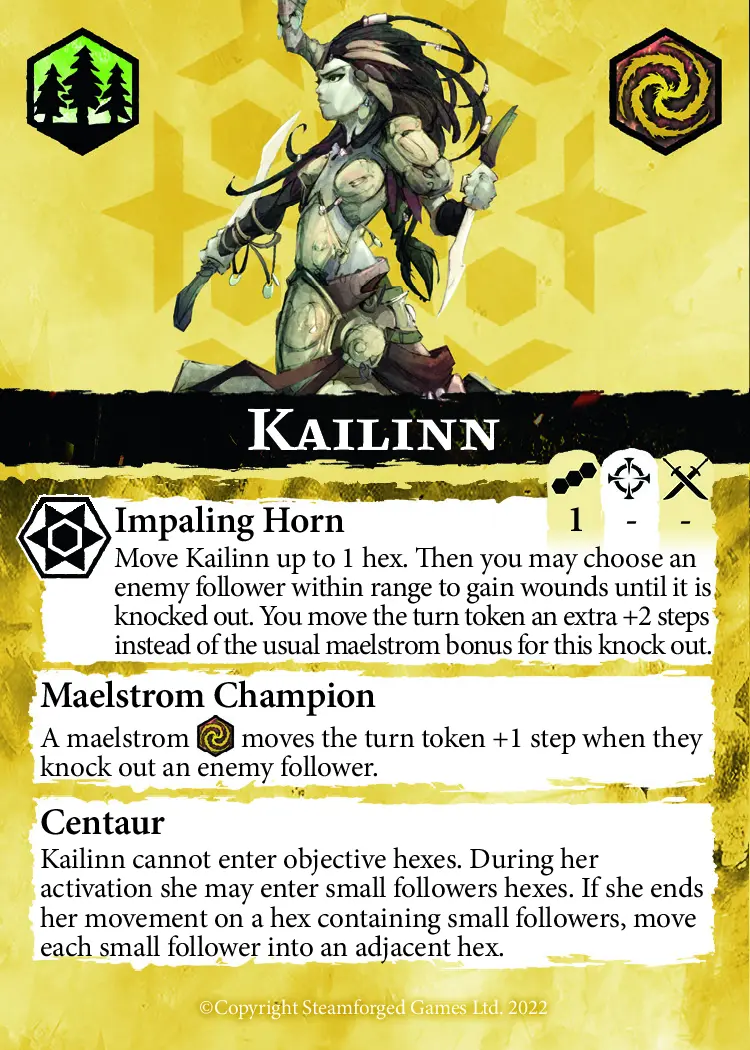 Kailinn
Impaling Horn
1 - -
Move Kailinn up to 1 hex. Then you may choose an
enemy follower within range to gain wounds until it is
knocked out. You move the turn token an extra +2 steps
instead of the usual maelstrom bonus for this knock out.
Maelstrom Champion
A maelstrom moves the turn token +1 step when they
knock out an enemy follower.
Centaur
Kailinn cannot enter objective hexes. During her
activation she may enter small followers hexes. If she ends
her movement on a hex containing small followers, move
each small follower into an adjacent hex.
©Copyright Steamforged Games Ltd. 2022